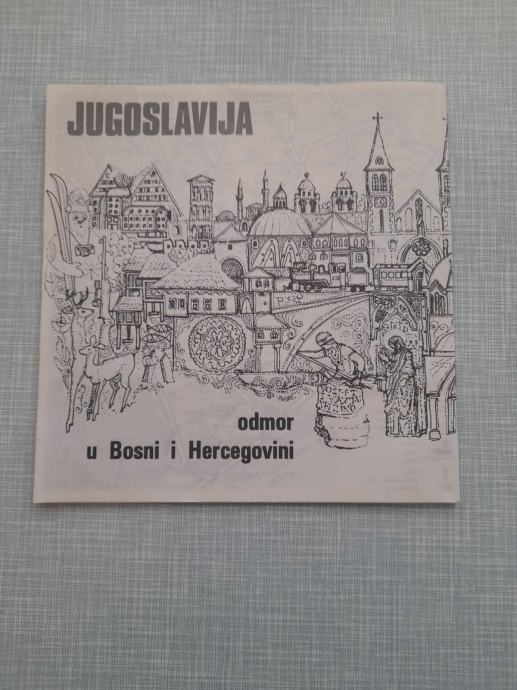 JUGOSLAVIJA
odmor
u Bosni i Hercegovini